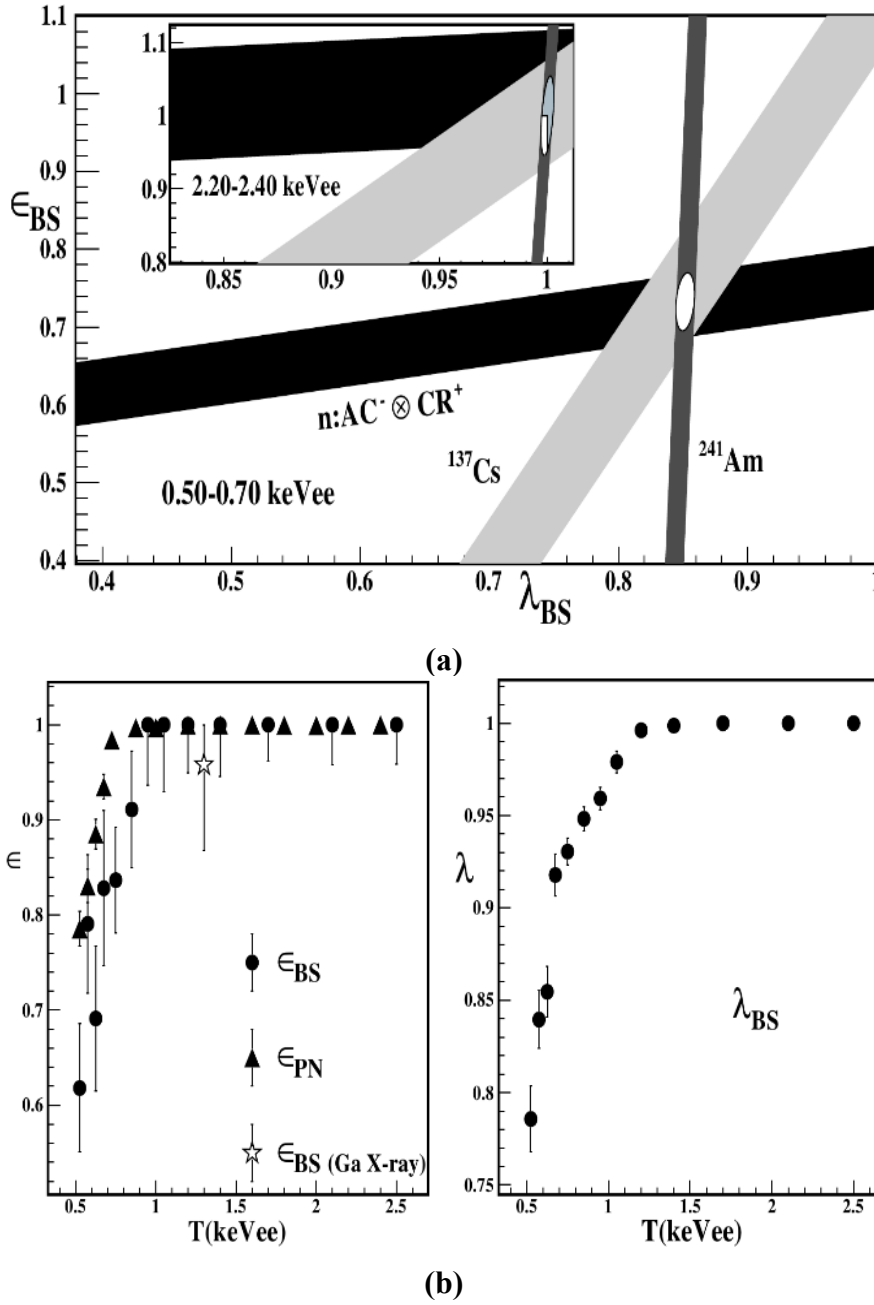 1.1
1
0.9
0.8
0.7
0.6
0.5
0.4
∈BS
1.1
1
0.9
0.8
2.20-2.40 keVee
0.85 0.9 0.95 1
n:AC⁻ ⊗ CR⁺
¹³⁷Cs
²⁴¹Am
0.50-0.70 keVee
0.4 0.5 0.6 0.7 0.8 0.9
λBS
(a)
1
0.9
0.8
0.7
0.6
∈
∈BS
∈PN
∈BS (Ga X-ray)
0.5 1 1.5 2 2.5
T(keVee)
1
0.95
0.9
0.85
0.8
0.75
λ
λBS
0.5 1 1.5 2 2.5
T(keVee)
(b)